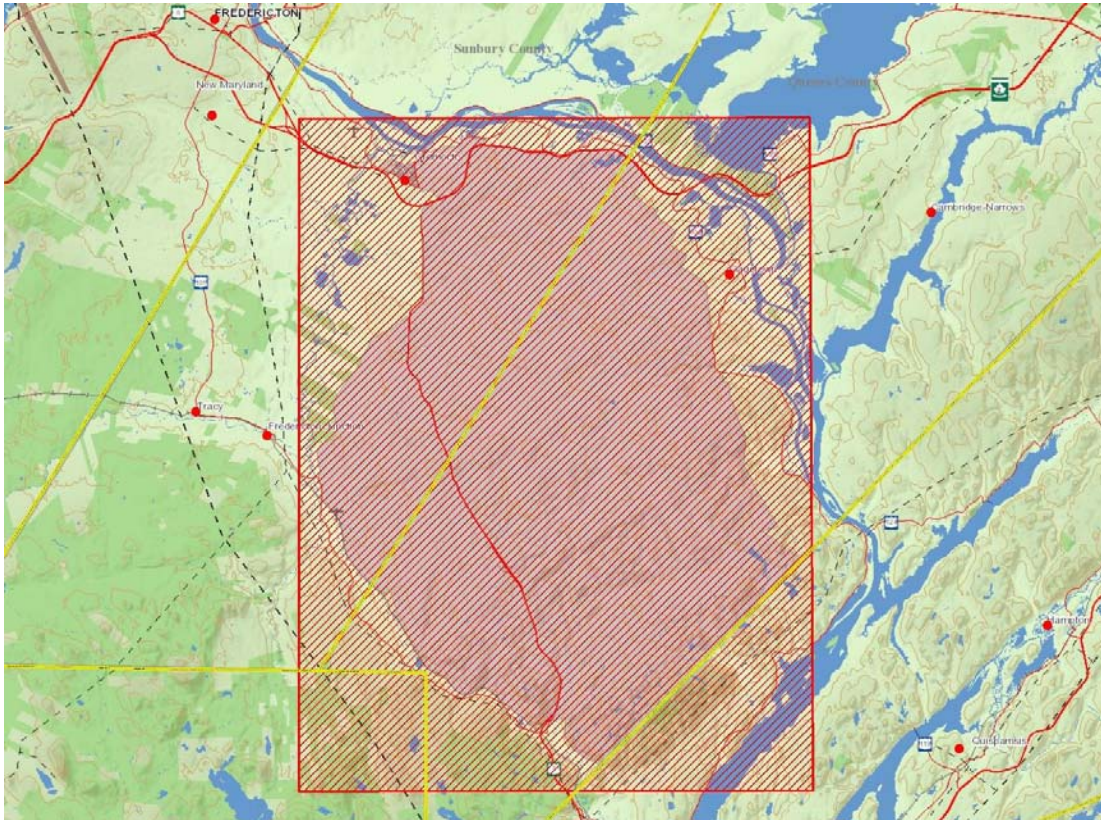 FREDERICTON
Sunbury County
Queens County
New Maryland
Cambridge-Narrows
Tracy
Fredericton Junction
Hampton
Quispamsis